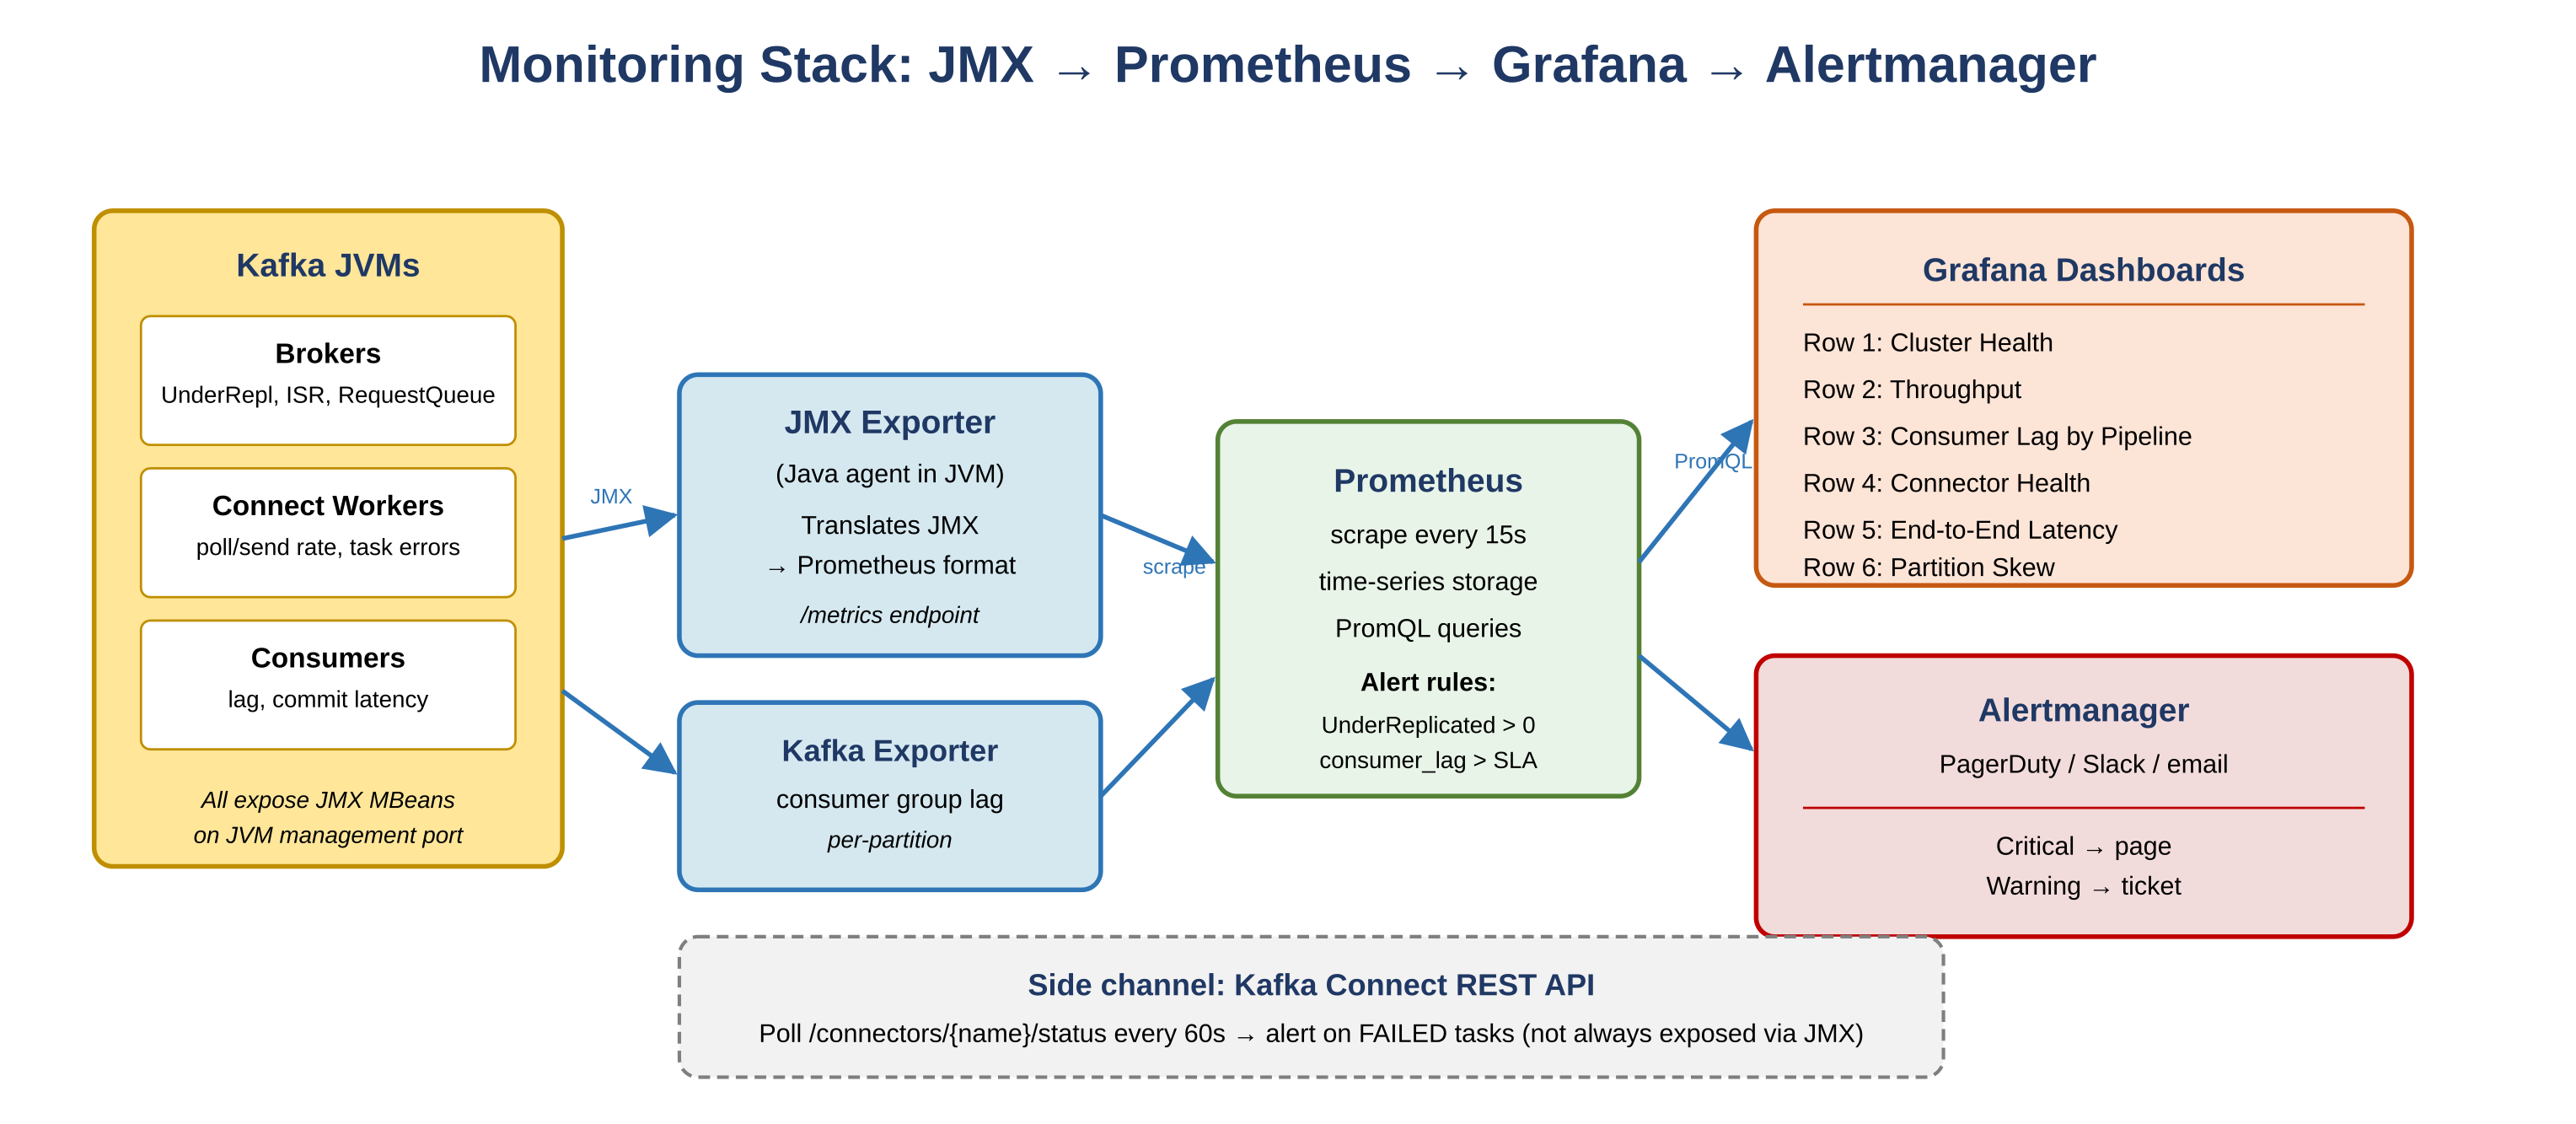 Monitoring Stack: JMX → Prometheus → Grafana → Alertmanager
Kafka JVMs
Brokers
UnderRepl, ISR, RequestQueue
Connect Workers
poll/send rate, task errors
Consumers
lag, commit latency
All expose JMX MBeans
on JVM management port
JMX
JMX Exporter
(Java agent in JVM)
Translates JMX
→ Prometheus format
/metrics endpoint
Kafka Exporter
consumer group lag
per-partition
scrape
Prometheus
scrape every 15s
time-series storage
PromQL queries
Alert rules:
UnderReplicated > 0
consumer_lag > SLA
PromQL
Grafana Dashboards
Row 1: Cluster Health
Row 2: Throughput
Row 3: Consumer Lag by Pipeline
Row 4: Connector Health
Row 5: End-to-End Latency
Row 6: Partition Skew
Alertmanager
PagerDuty / Slack / email
Critical → page
Warning → ticket
Side channel: Kafka Connect REST API
Poll /connectors/{name}/status every 60s → alert on FAILED tasks (not always exposed via JMX)